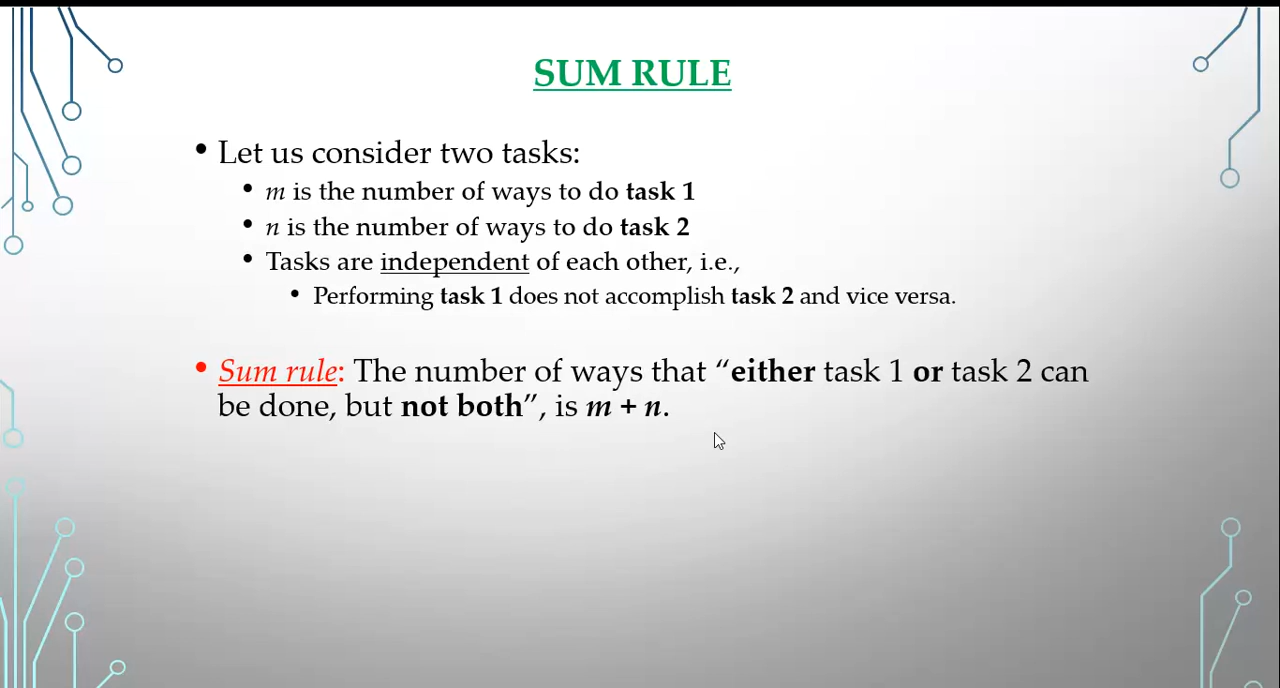 SUM RULE
• Let us consider two tasks:
• m is the number of ways to do task 1
• n is the number of ways to do task 2
• Tasks are independent of each other, i.e.,
• Performing task 1 does not accomplish task 2 and vice versa.
• Sum rule: The number of ways that “either task 1 or task 2 can
be done, but not both”, is m + n.